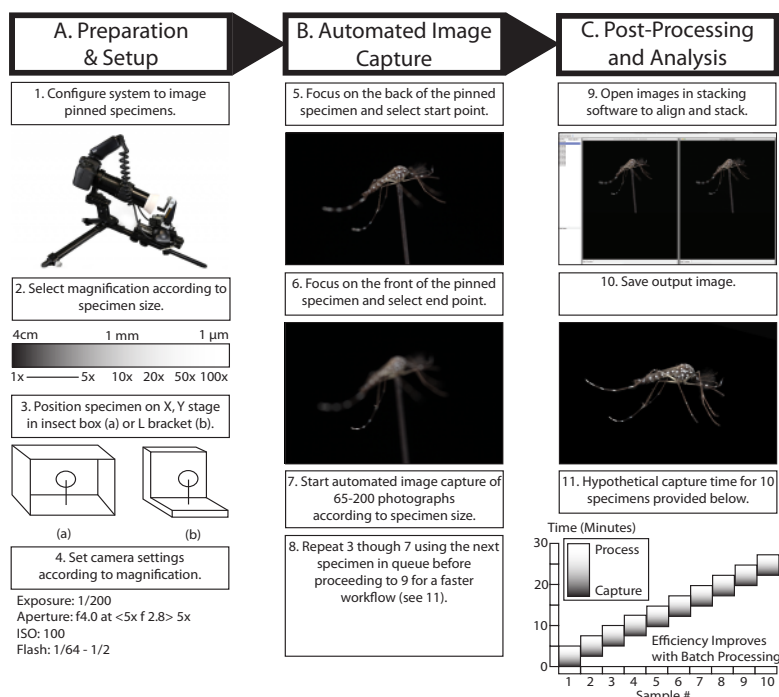 A. Preparation
& Setup
1. Configure system to image
pinned specimens.
2. Select magnification according to
specimen size.
4cm 1 mm 1 µm
1x 5x 10x 20x 50x 100x
3. Position specimen on X, Y stage
in insect box (a) or L bracket (b).
(a) (b)
4. Set camera settings
according to magnification.
Exposure: 1/200
Aperture: f4.0 at <5x f 2.8> 5x
ISO: 100
Flash: 1/64 - 1/2
B. Automated Image
Capture
5. Focus on the back of the pinned
specimen and select start point.
6. Focus on the front of the pinned
specimen and select end point.
7. Start automated image capture of
65-200 photographs
according to specimen size.
8. Repeat 3 though 7 using the next
specimen in queue before
proceeding to 9 for a faster
workflow (see 11).
C. Post-Processing
and Analysis
9. Open images in stacking
software to align and stack.
10. Save output image.
11. Hypothetical capture time for 10
specimens provided below.
Time (Minutes)
30
20
10
0
Process
Capture
Efficiency Improves
with Batch Processing
1 2 3 4 5 6 7 8 9 10
Sample #